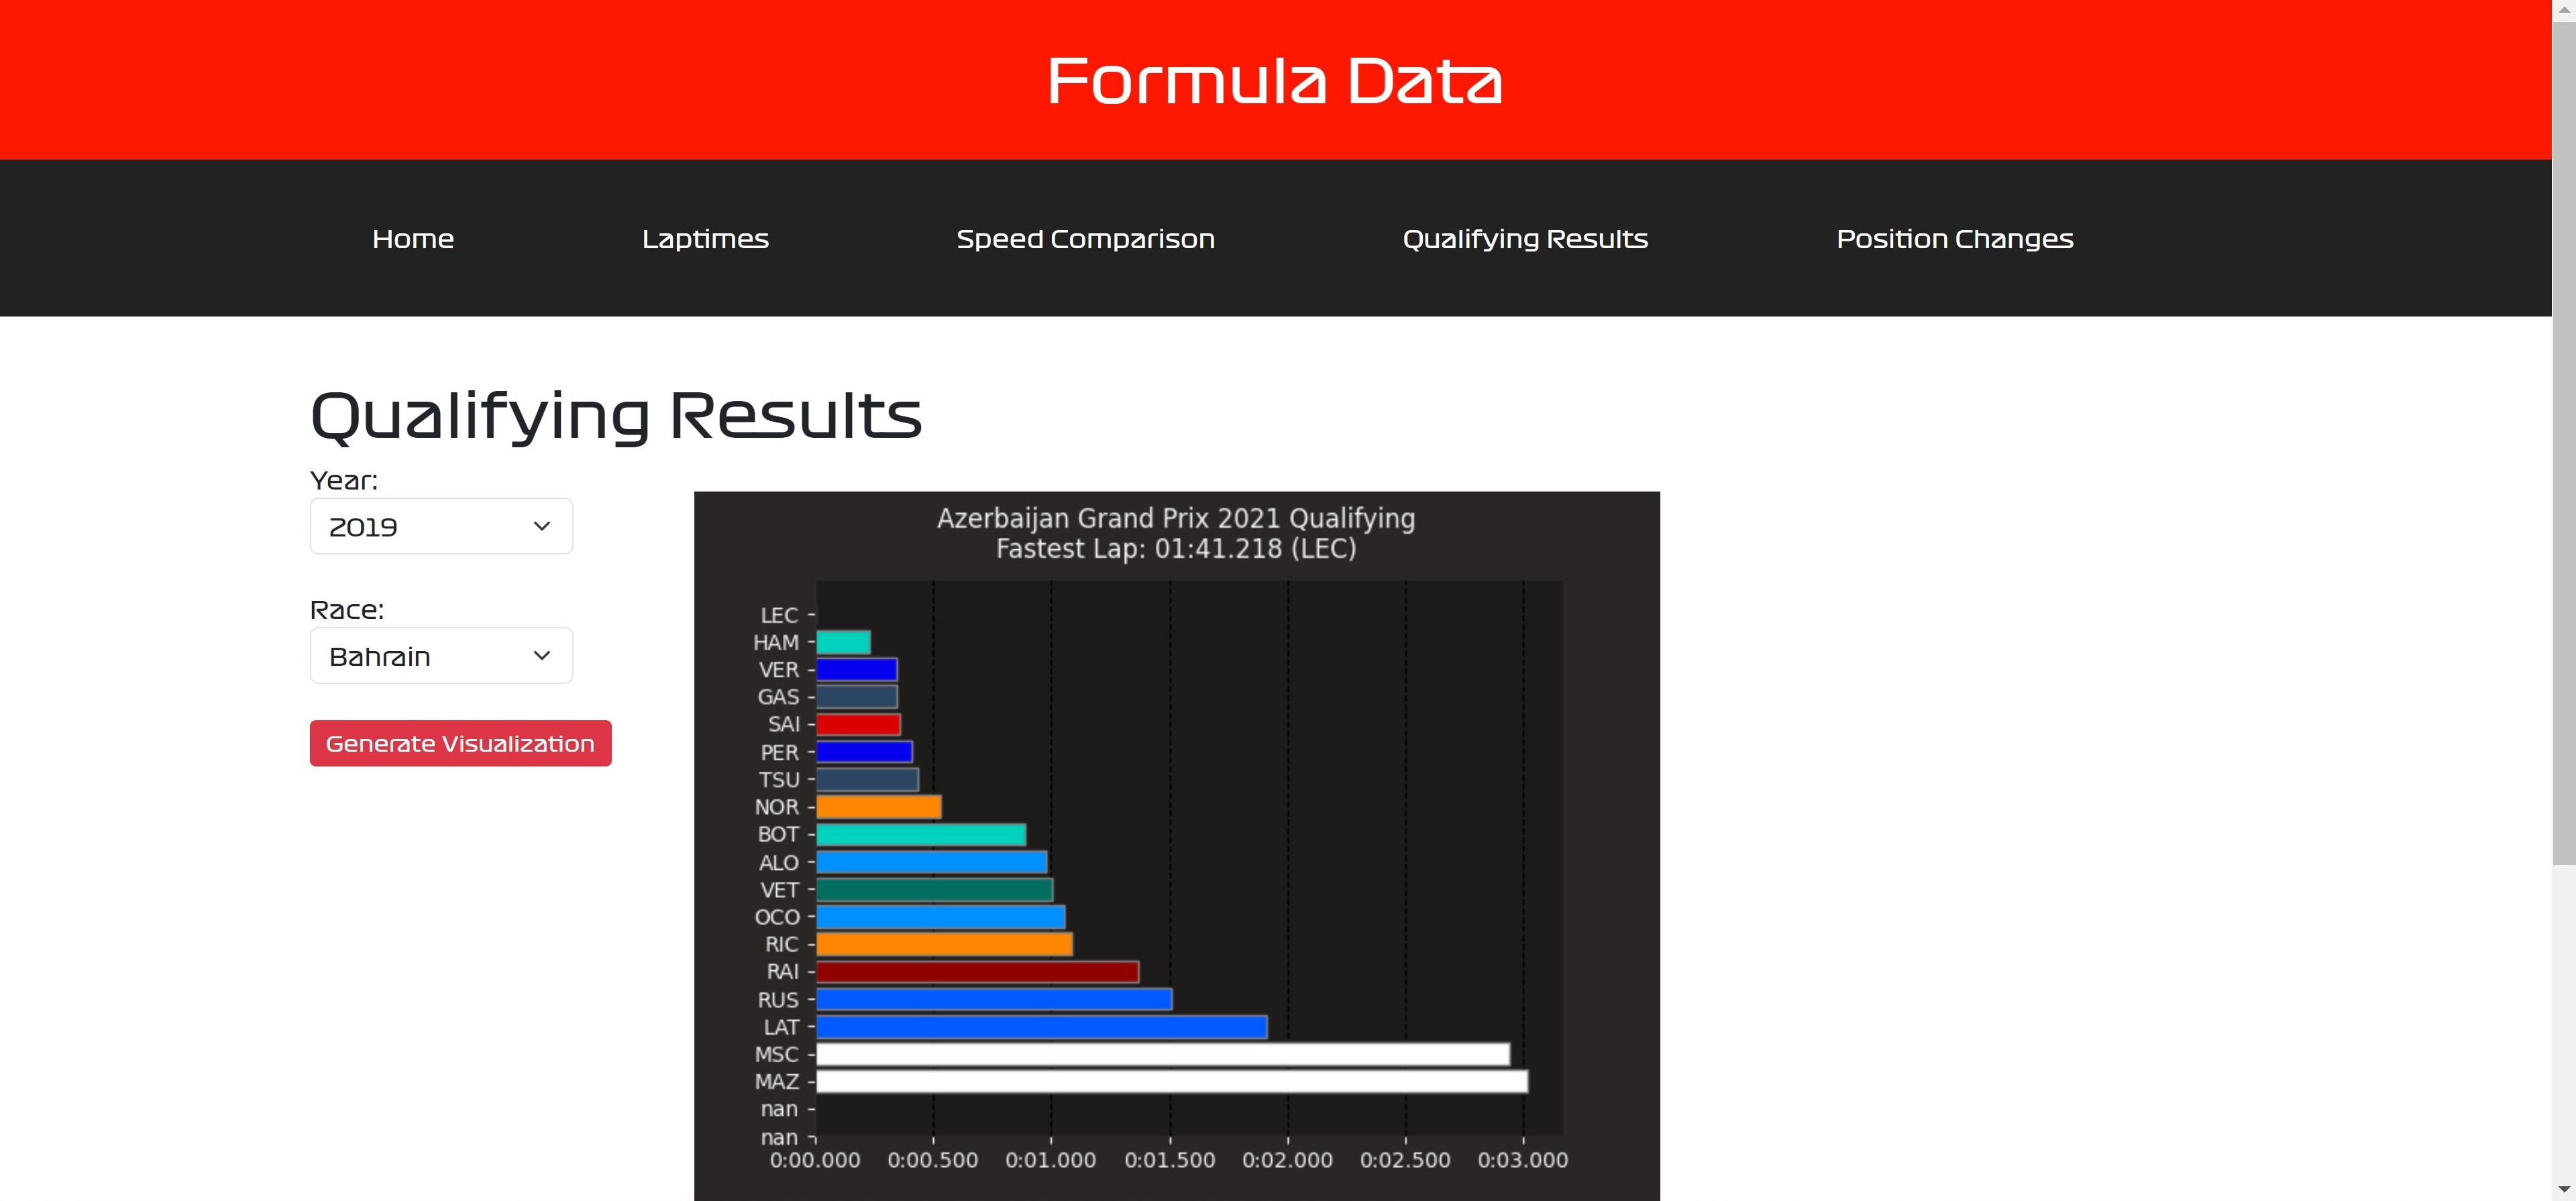 Formula Data
Home Laptimes Speed Comparison Qualifying Results Position Changes
Qualifying Results
Year:
2019
Race:
Bahrain
Generate Visualization
Azerbaijan Grand Prix 2021 Qualifying
Fastest Lap: 01:41.218 (LEC)
LEC
HAM
VER
GAS
SAI
PER
TSU
NOR
BOT
ALO
VET
OCO
RIC
RAI
RUS
LAT
MSC
MAZ
nan
nan
0:00.000 0:00.500 0:01.000 0:01.500 0:02.000 0:02.500 0:03.000